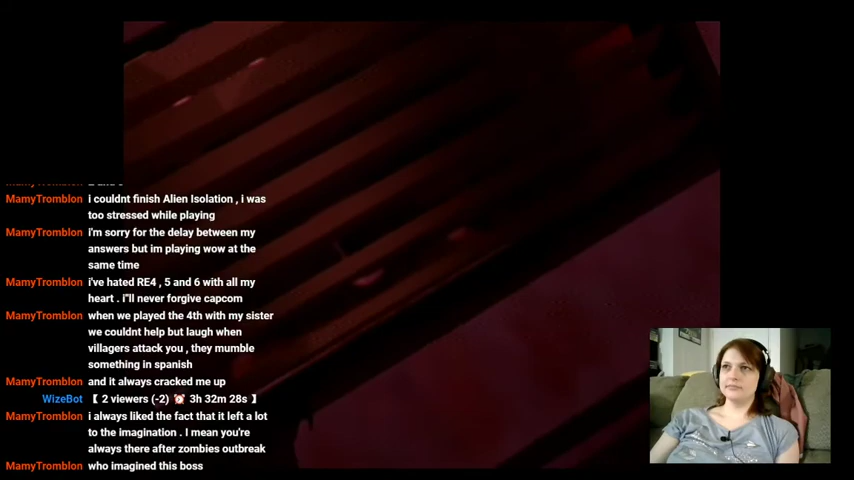 MamyTromblon i couldnt finish Alien Isolation , i was
too stressed while playing
MamyTromblon I'm sorry for the delay between my
answers but im playing wow at the
same time
MamyTromblon i've hated RE4 , 5 and 6 with all my
heart . i"ll never forgive capcom
MamyTromblon when we played the 4th with my sister
we couldnt help but laugh when
villagers attack you , they mumble
something in spanish
MamyTromblon and it always cracked me up
WizeBot 【 2 viewers (-2) ⏰ 3h 32m 28s 】
MamyTromblon i always liked the fact that it left a lot
to the imagination . I mean you're
always there after zombies outbreak
MamyTromblon who imagined this boss